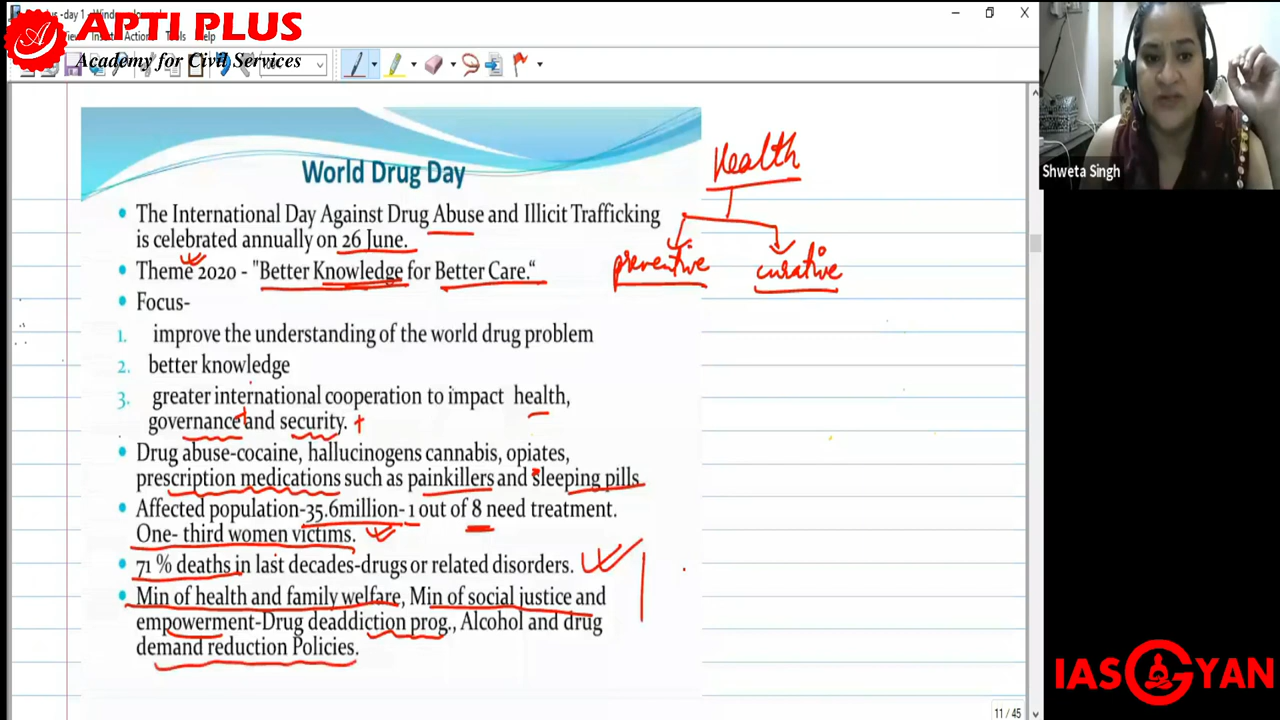 APTI PLUS
Academy for Civil Services
day 1
Tools
Help
Shweta Singh
World Drug Day
• The International Day Against Drug Abuse and Illicit Trafficking
is celebrated annually on 26 June.
• Theme 2020 - "Better Knowledge for Better Care.“
• Focus-
1. improve the understanding of the world drug problem
2. better knowledge
3. greater international cooperation to impact health,
governance and security.
• Drug abuse-cocaine, hallucinogens cannabis, opiates,
prescription medications such as painkillers and sleeping pills.
• Affected population-35.6million- 1 out of 8 need treatment.
One- third women victims.
• 71 % deaths in last decades-drugs or related disorders.
• Min of health and family welfare, Min of social justice and
empowerment-Drug deaddiction prog., Alcohol and drug
demand reduction Policies.
Health
preventive
curative
11 / 45
IAS GYAN